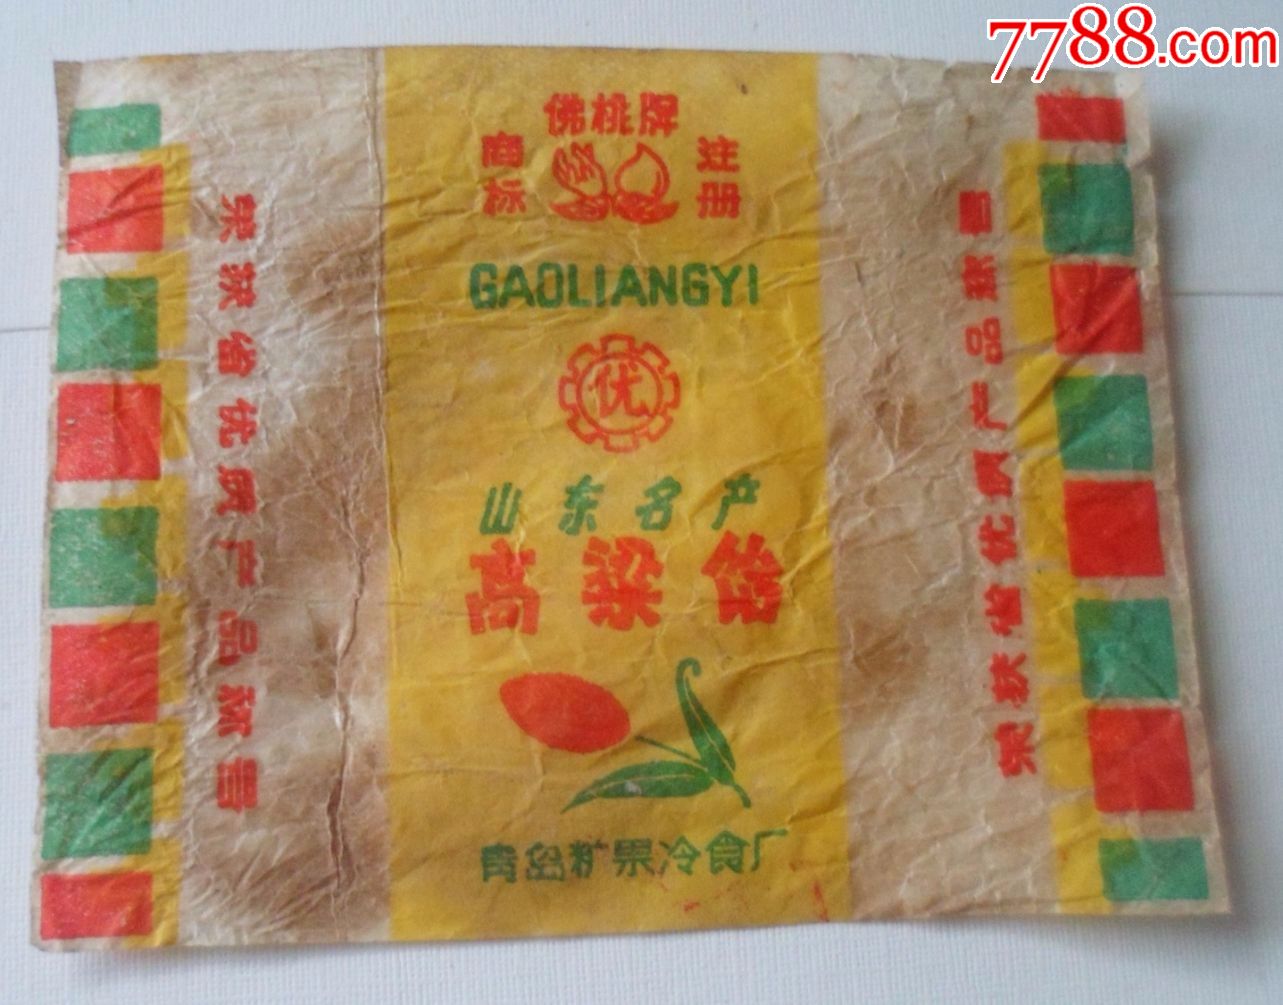 7788.com
佛桃牌
商标 注册
GAOLIANGYI
优
山东名产
高粱饴
青岛糖果冷食厂
荣获省优质产品称号
荣获省优质产品称号